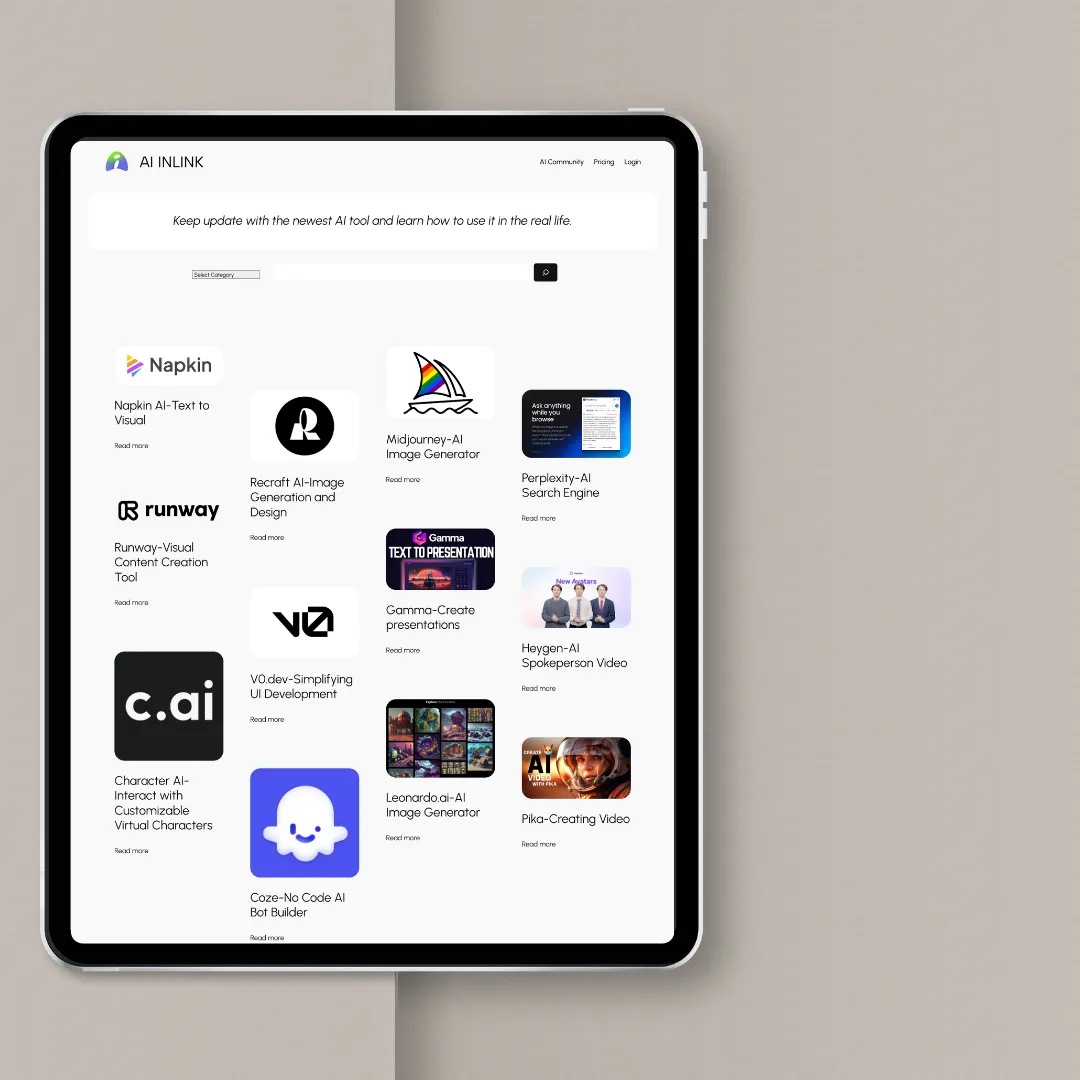 AI INLINK
AI Community
Pricing
Login
Keep update with the newest AI tool and learn how to use it in the real life.
Select Category
Napkin
Napkin AI-Text to
Visual
Read more
runway
Runway-Visual
Content Creation
Tool
Read more
c.ai
Character AI-
Interact with
Customizable
Virtual Characters
Read more
Recraft AI-Image
Generation and
Design
Read more
v0
V0.dev-Simplifying
UI Development
Read more
Coze-No Code AI
Bot Builder
Read more
Midjourney-AI
Image Generator
Read more
Gamma
TEXT TO PRESENTATION
Gamma-Create
presentations
Read more
Leonardo.ai-AI
Image Generator
Read more
Ask anything
while you
browse
Perplexity-AI
Search Engine
Read more
New Avatars
Heygen-AI
Spokeperson Video
Read more
CREATE
AI
VIDEO
WITH PIKA
Pika-Creating Video
Read more